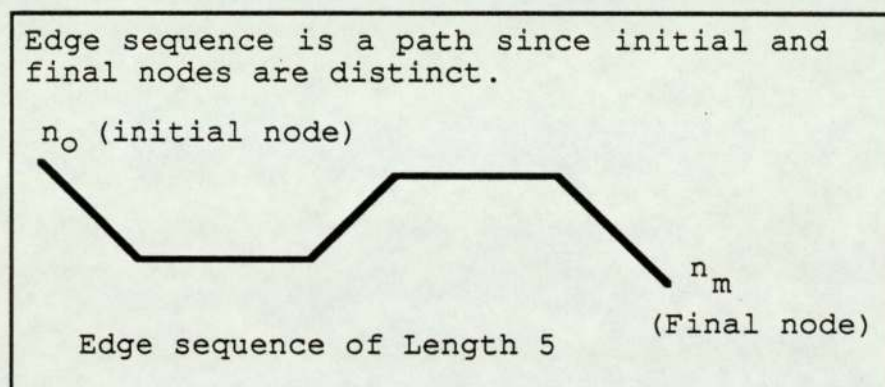 Edge sequence is a path since initial and
final nodes are distinct.
n_o (initial node)
n_m
(Final node)
Edge sequence of Length 5